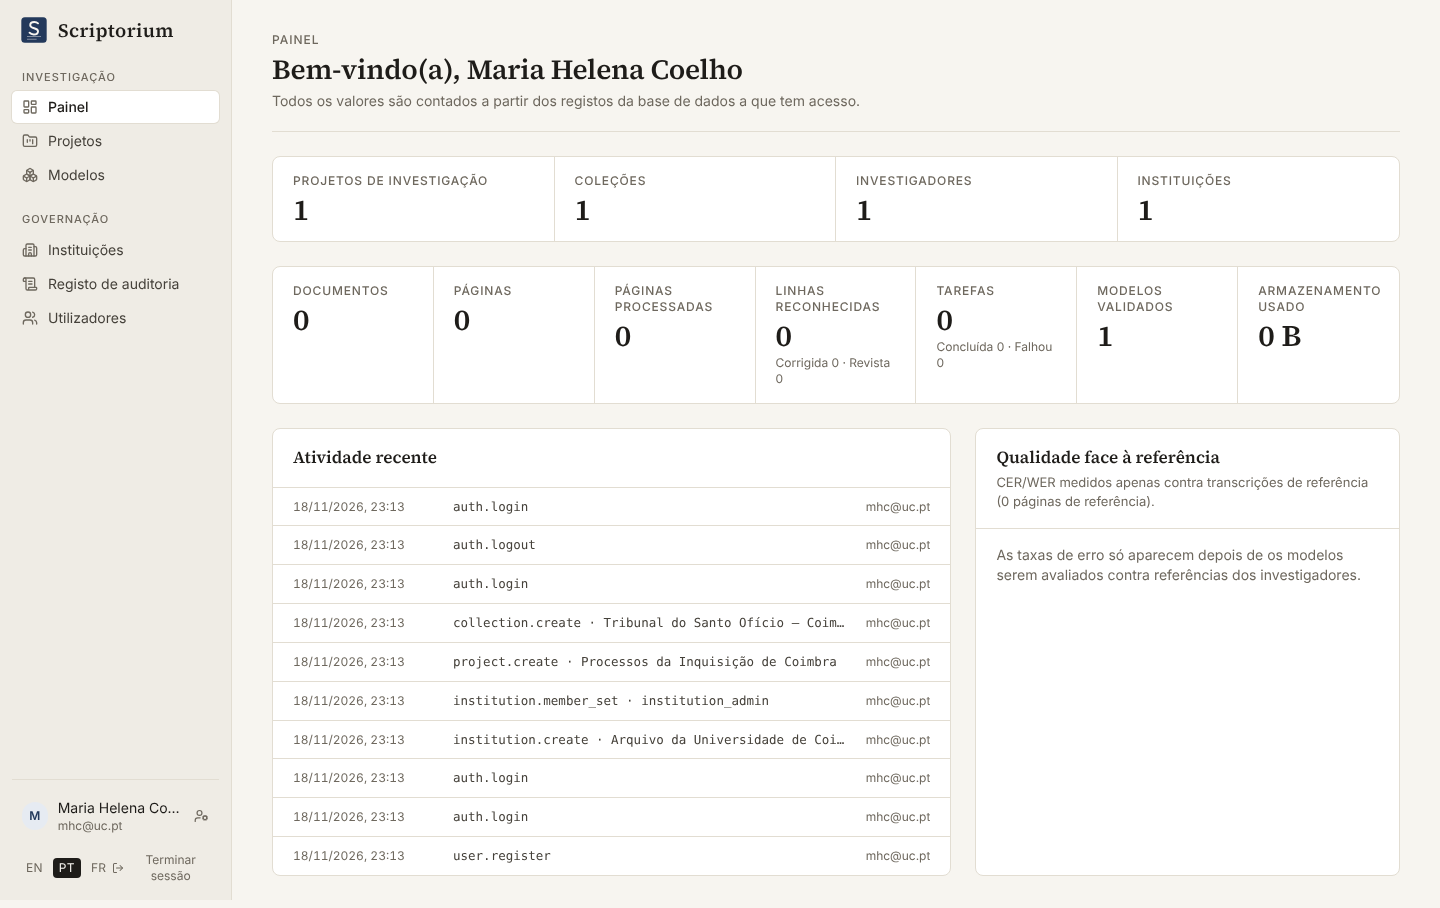 Scriptorium
INVESTIGAÇÃO
Painel
Projetos
Modelos
GOVERNAÇÃO
Instituições
Registo de auditoria
Utilizadores
M
Maria Helena Co…
mhc@uc.pt
EN PT FR Terminar
sessão
PAINEL
Bem-vindo(a), Maria Helena Coelho
Todos os valores são contados a partir dos registos da base de dados a que tem acesso.
PROJETOS DE INVESTIGAÇÃO
1
COLEÇÕES
1
INVESTIGADORES
1
INSTITUIÇÕES
1
DOCUMENTOS
0
PÁGINAS
0
PÁGINAS
PROCESSADAS
0
LINHAS
RECONHECIDAS
0
Corrigida 0 · Revista
0
TAREFAS
0
Concluída 0 · Falhou
0
MODELOS
VALIDADOS
1
ARMAZENAMENTO
USADO
0 B
Atividade recente
18/11/2026, 23:13 auth.login mhc@uc.pt
18/11/2026, 23:13 auth.logout mhc@uc.pt
18/11/2026, 23:13 auth.login mhc@uc.pt
18/11/2026, 23:13 collection.create · Tribunal do Santo Ofício — Coim… mhc@uc.pt
18/11/2026, 23:13 project.create · Processos da Inquisição de Coimbra mhc@uc.pt
18/11/2026, 23:13 institution.member_set · institution_admin mhc@uc.pt
18/11/2026, 23:13 institution.create · Arquivo da Universidade de Coi… mhc@uc.pt
18/11/2026, 23:13 auth.login mhc@uc.pt
18/11/2026, 23:13 auth.login mhc@uc.pt
18/11/2026, 23:13 user.register mhc@uc.pt
Qualidade face à referência
CER/WER medidos apenas contra transcrições de referência
(0 páginas de referência).
As taxas de erro só aparecem depois de os modelos
serem avaliados contra referências dos investigadores.